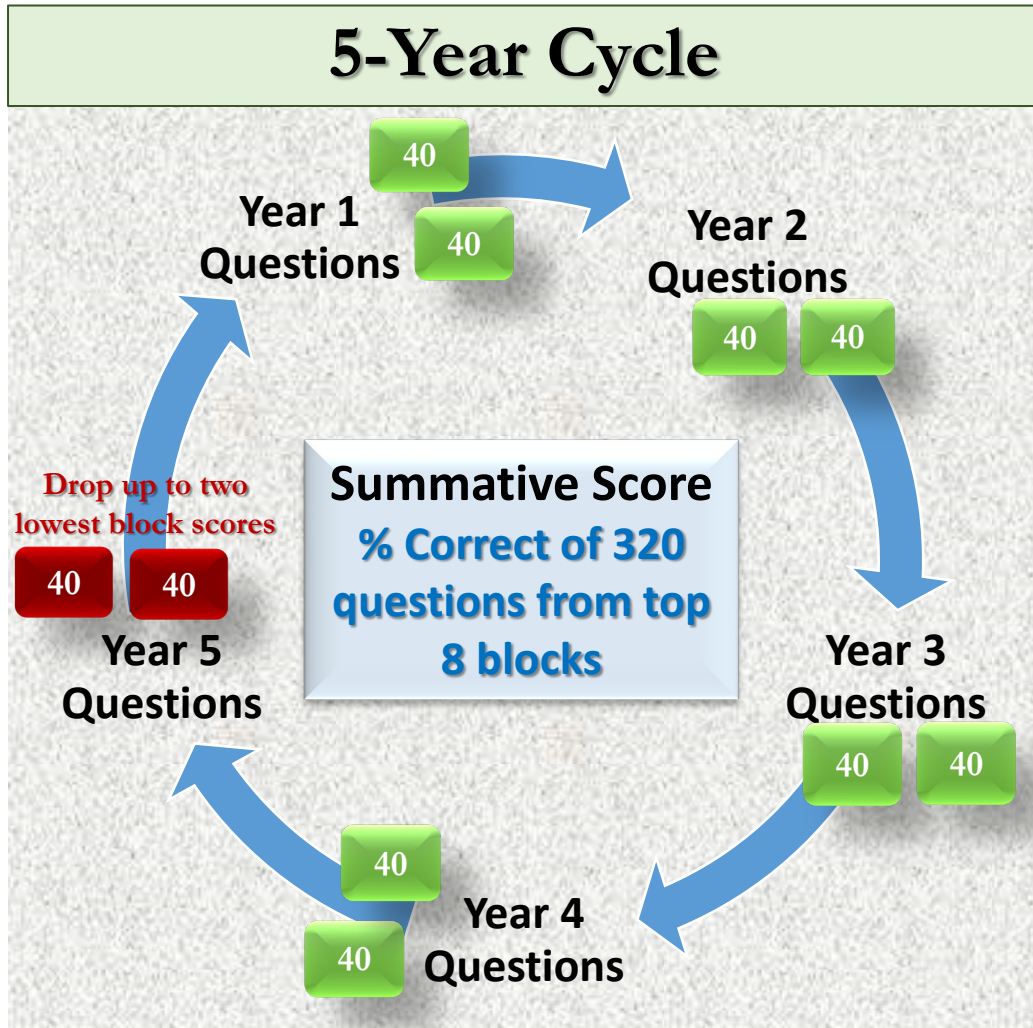 5-Year Cycle
40
Year 1
Questions
40
Year 2
Questions
40
40
Drop up to two
lowest block scores
40
40
Year 5
Questions
Summative Score
% Correct of 320
questions from top
8 blocks
Year 3
Questions
40
40
40
40
Year 4
Questions